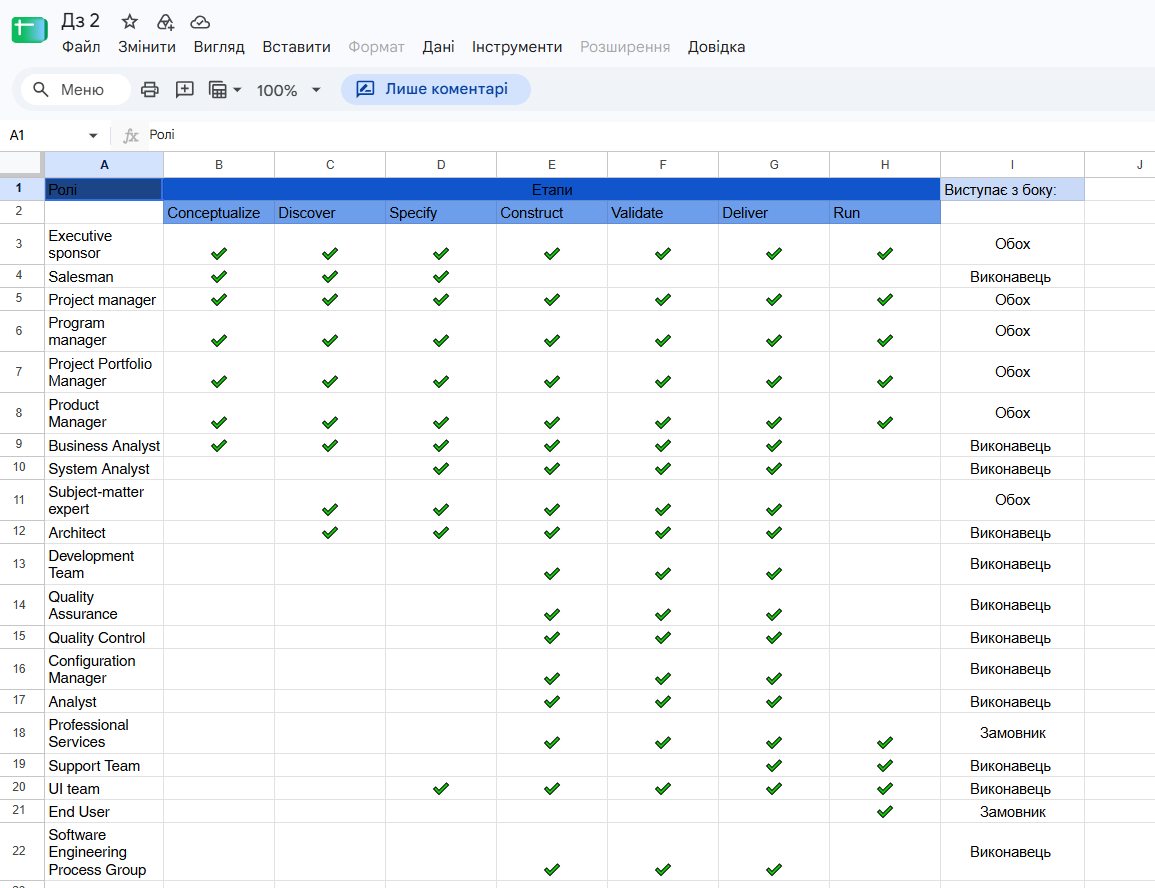 Дз 2
Файл Змінити Вигляд Вставити Формат Дані Інструменти Розширення Довідка
Меню 100% Лише коментарі
A1 fx Ролі
A B C D E F G H I J
1 Ролі Етапи Виступає з боку:
2 Conceptualize Discover Specify Construct Validate Deliver Run
3 Executive sponsor ✔ ✔ ✔ ✔ ✔ ✔ ✔ Обох
4 Salesman ✔ ✔ ✔ Виконавець
5 Project manager ✔ ✔ ✔ ✔ ✔ ✔ ✔ Обох
6 Program manager ✔ ✔ ✔ ✔ ✔ ✔ ✔ Обох
7 Project Portfolio Manager ✔ ✔ ✔ ✔ ✔ ✔ ✔ Обох
8 Product Manager ✔ ✔ ✔ ✔ ✔ ✔ ✔ Обох
9 Business Analyst ✔ ✔ ✔ ✔ ✔ ✔ Виконавець
10 System Analyst ✔ ✔ ✔ ✔ Виконавець
11 Subject-matter expert ✔ ✔ ✔ ✔ ✔ Обох
12 Architect ✔ ✔ ✔ ✔ ✔ Виконавець
13 Development Team ✔ ✔ ✔ Виконавець
14 Quality Assurance ✔ ✔ ✔ Виконавець
15 Quality Control ✔ ✔ ✔ Виконавець
16 Configuration Manager ✔ ✔ ✔ Виконавець
17 Analyst ✔ ✔ ✔ Виконавець
18 Professional Services ✔ ✔ ✔ ✔ Замовник
19 Support Team ✔ ✔ Виконавець
20 UI team ✔ ✔ ✔ ✔ ✔ Виконавець
21 End User ✔ Замовник
22 Software Engineering Process Group ✔ ✔ ✔ Виконавець